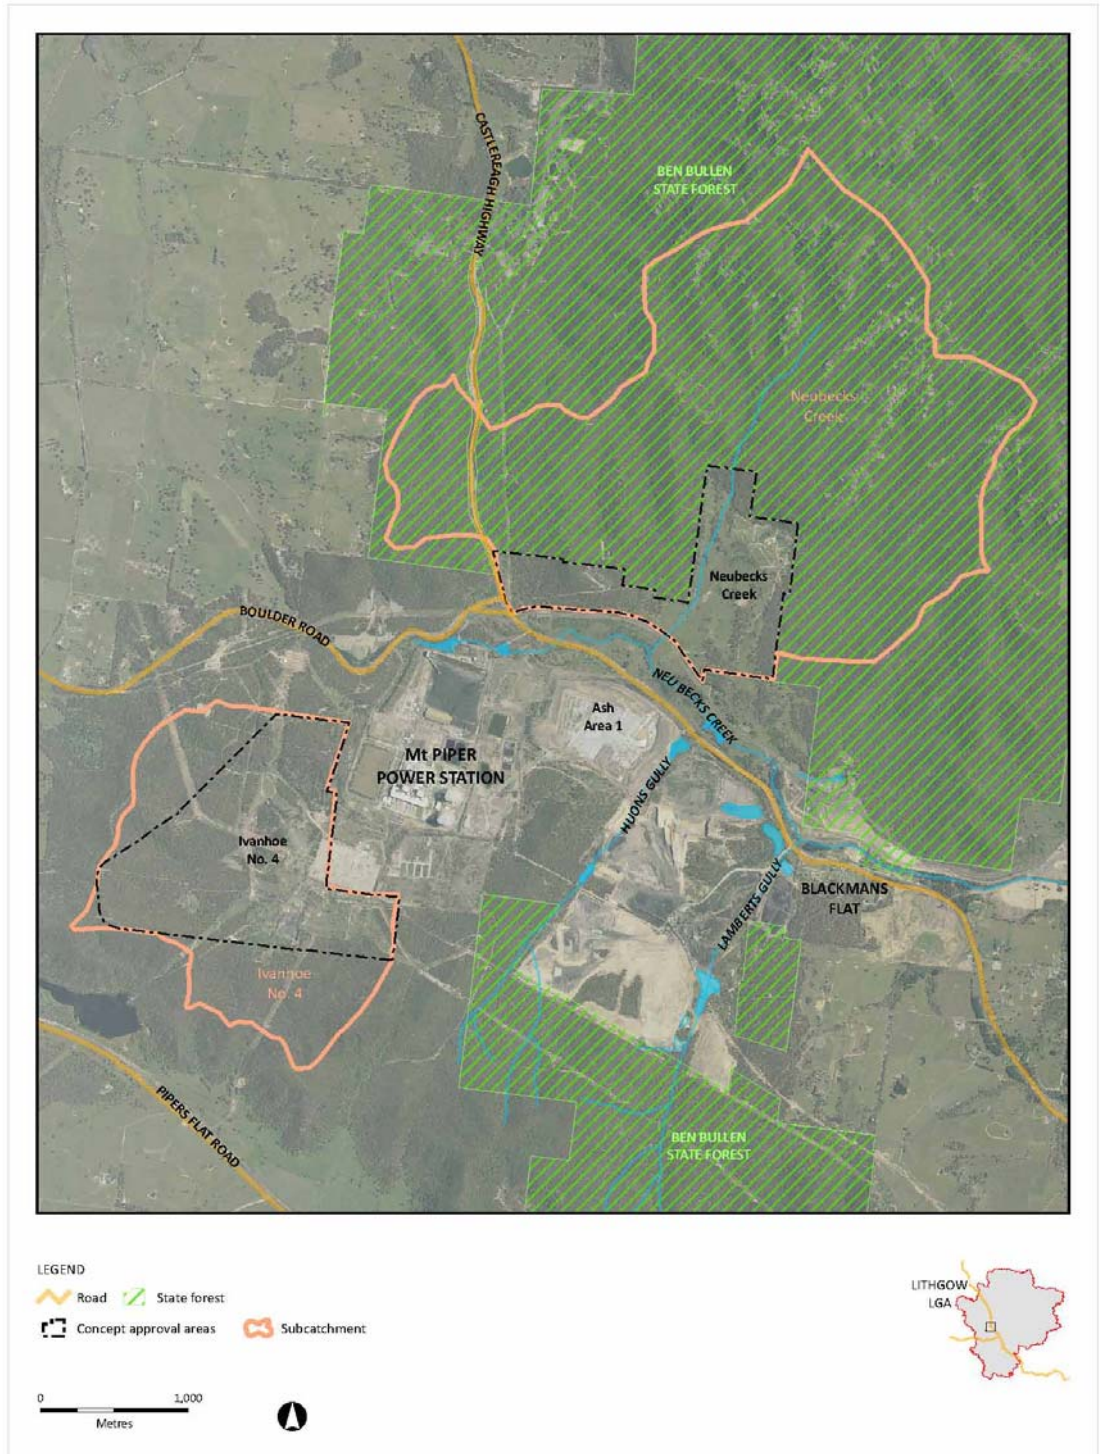 CASTLEREAGH HIGHWAY
BEN BULLEN
STATE FOREST
Neubecks
Creek
Neubecks
Creek
BOULDER ROAD
NEUBECKS CREEK
Ash
Area 1
Mt PIPER
POWER STATION
HUONS GULLY
Ivanhoe
No. 4
LAMBERTS GULLY
BLACKMANS
FLAT
Ivanhoe
No. 4
PIPERS FLAT ROAD
BEN BULLEN
STATE FOREST
LEGEND
Road
State forest
Concept approval areas
Subcatchment
LITHGOW
LGA
0
1,000
Metres